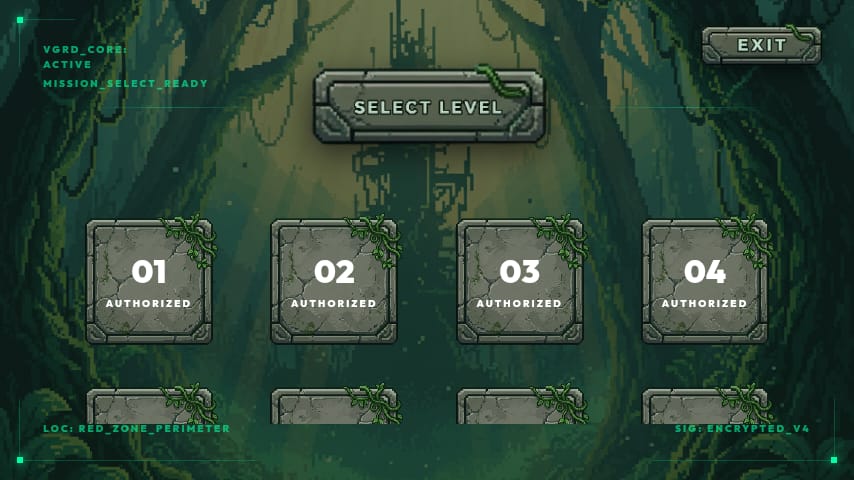 VGRD_CORE:
ACTIVE
MISSION_SELECT_READY
EXIT
SELECT LEVEL
01
AUTHORIZED
02
AUTHORIZED
03
AUTHORIZED
04
AUTHORIZED
LOC: RED_ZONE_PERIMETER
SIG: ENCRYPTED_V4